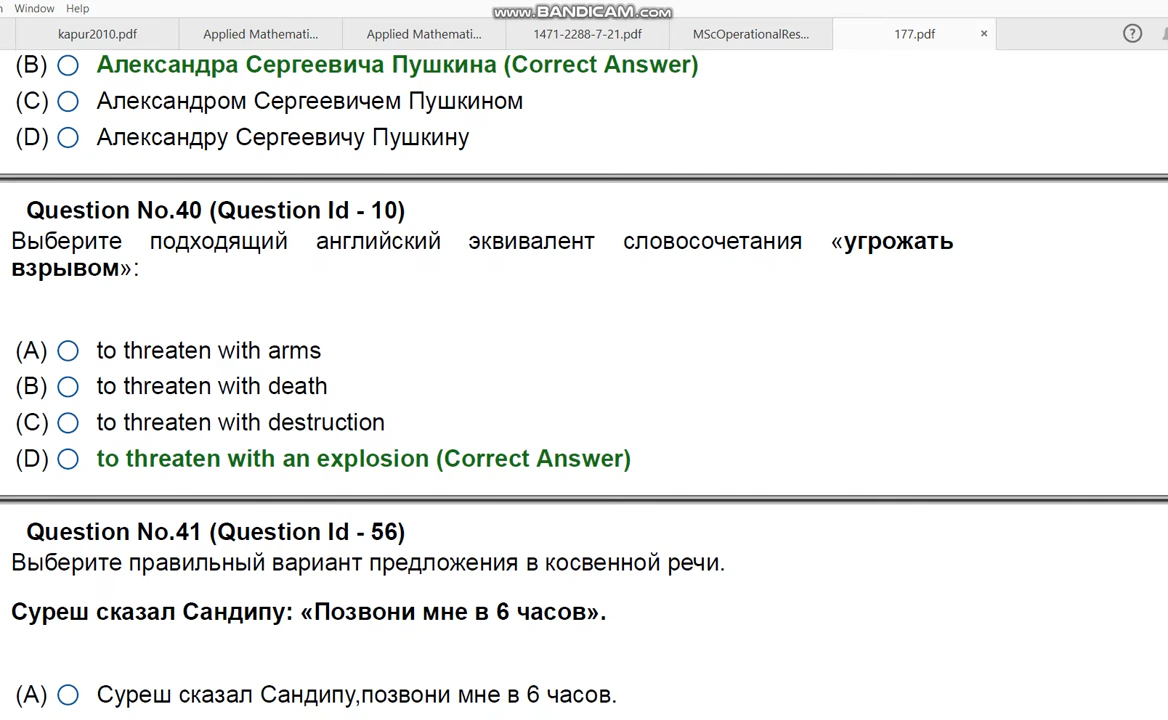 Window Help
www.BANDICAM.com
kapur2010.pdf Applied Mathemati... Applied Mathemati... 1471-2288-7-21.pdf MScOperationalRes... 177.pdf × ?
(B) Александра Сергеевича Пушкина (Correct Answer)
(C) Александром Сергеевичем Пушкином
(D) Александру Сергеевичу Пушкину
Question No.40 (Question Id - 10)
Выберите подходящий английский эквивалент словосочетания «угрожать
взрывом»:
(A) to threaten with arms
(B) to threaten with death
(C) to threaten with destruction
(D) to threaten with an explosion (Correct Answer)
Question No.41 (Question Id - 56)
Выберите правильный вариант предложения в косвенной речи.
Суреш сказал Сандипу: «Позвони мне в 6 часов».
(A) Суреш сказал Сандипу,позвони мне в 6 часов.